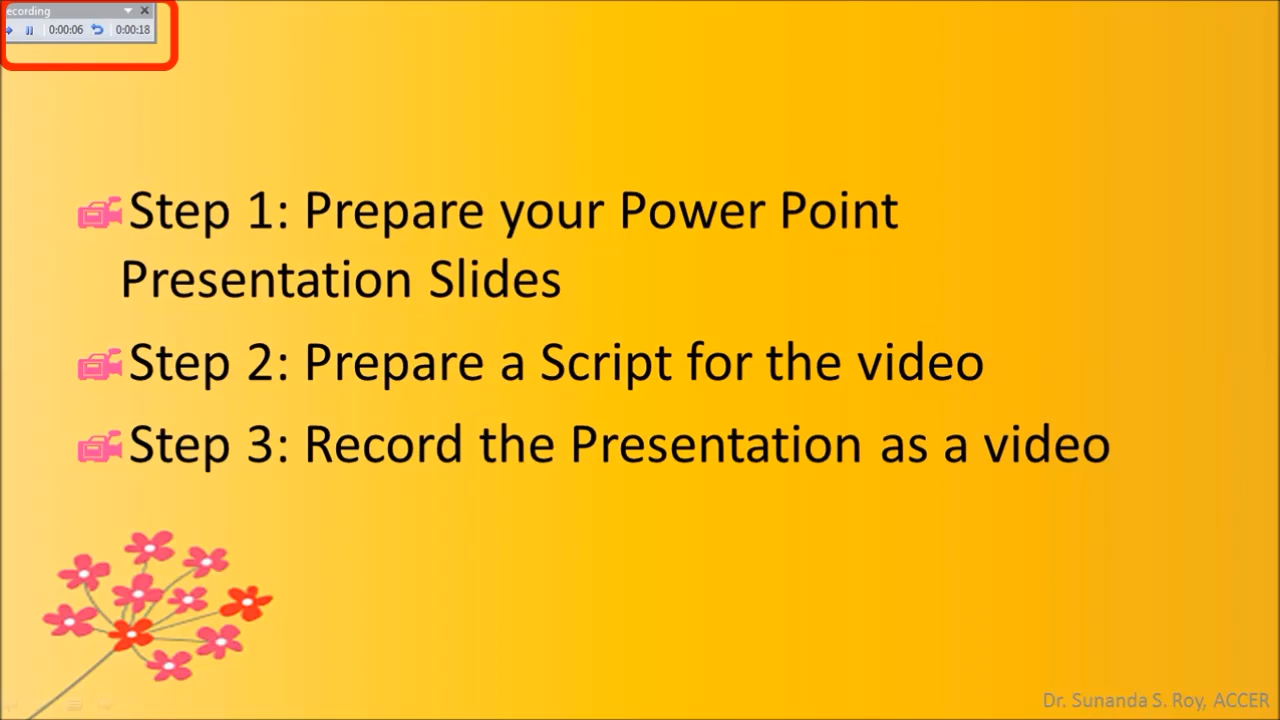 ecording
0:00:06 0:00:18
Step 1: Prepare your Power Point
Presentation Slides
Step 2: Prepare a Script for the video
Step 3: Record the Presentation as a video
Dr. Sunanda S. Roy, ACCER